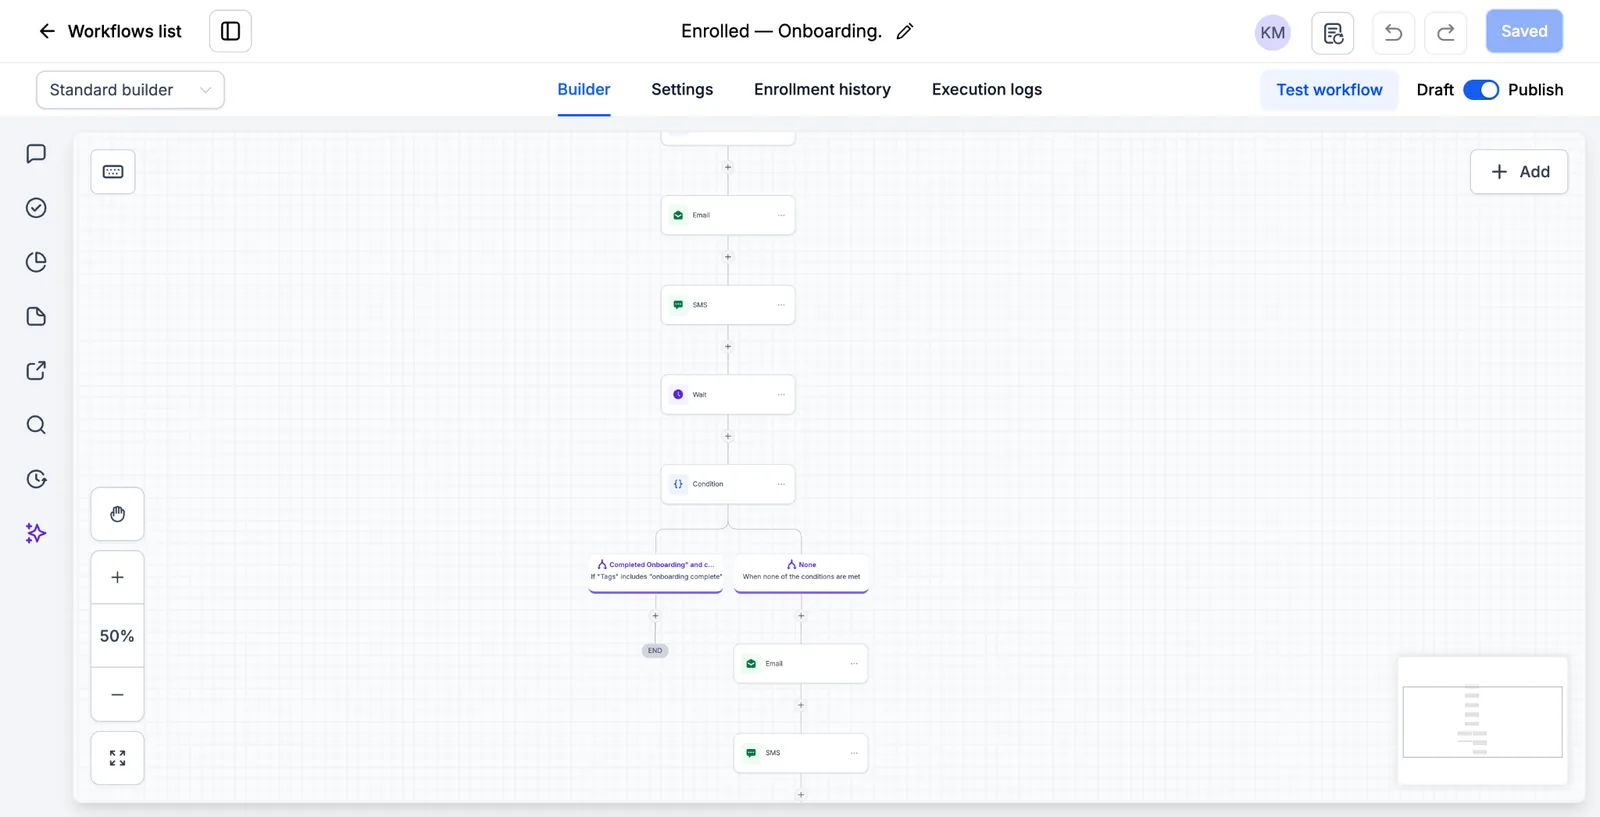 Workflows list
Enrolled — Onboarding.
KM
Saved
Standard builder
Builder
Settings
Enrollment history
Execution logs
Test workflow
Draft
Publish
Add
Email
SMS
Wait
Condition
Completed Onboarding" and c...
If "Tags" includes "onboarding complete"
None
When none of the conditions are met
END
Email
SMS
50%